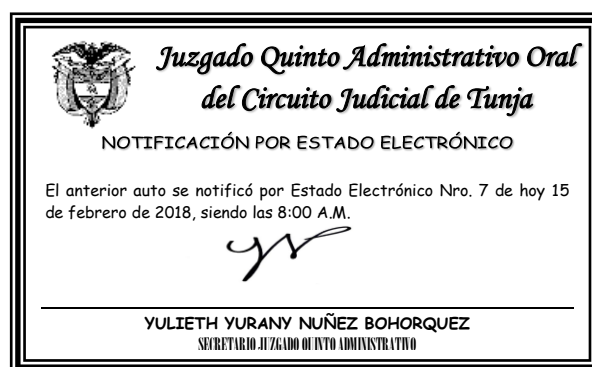 Juzgado Quinto Administrativo Oral
del Circuito Judicial de Tunja
NOTIFICACIÓN POR ESTADO ELECTRÓNICO
El anterior auto se notificó por Estado Electrónico Nro. 7 de hoy 15
de febrero de 2018, siendo las 8:00 A.M.
YULIETH YURANY NUÑEZ BOHORQUEZ
SECRETARIO JUZGADO QUINTO ADMINISTRATIVO